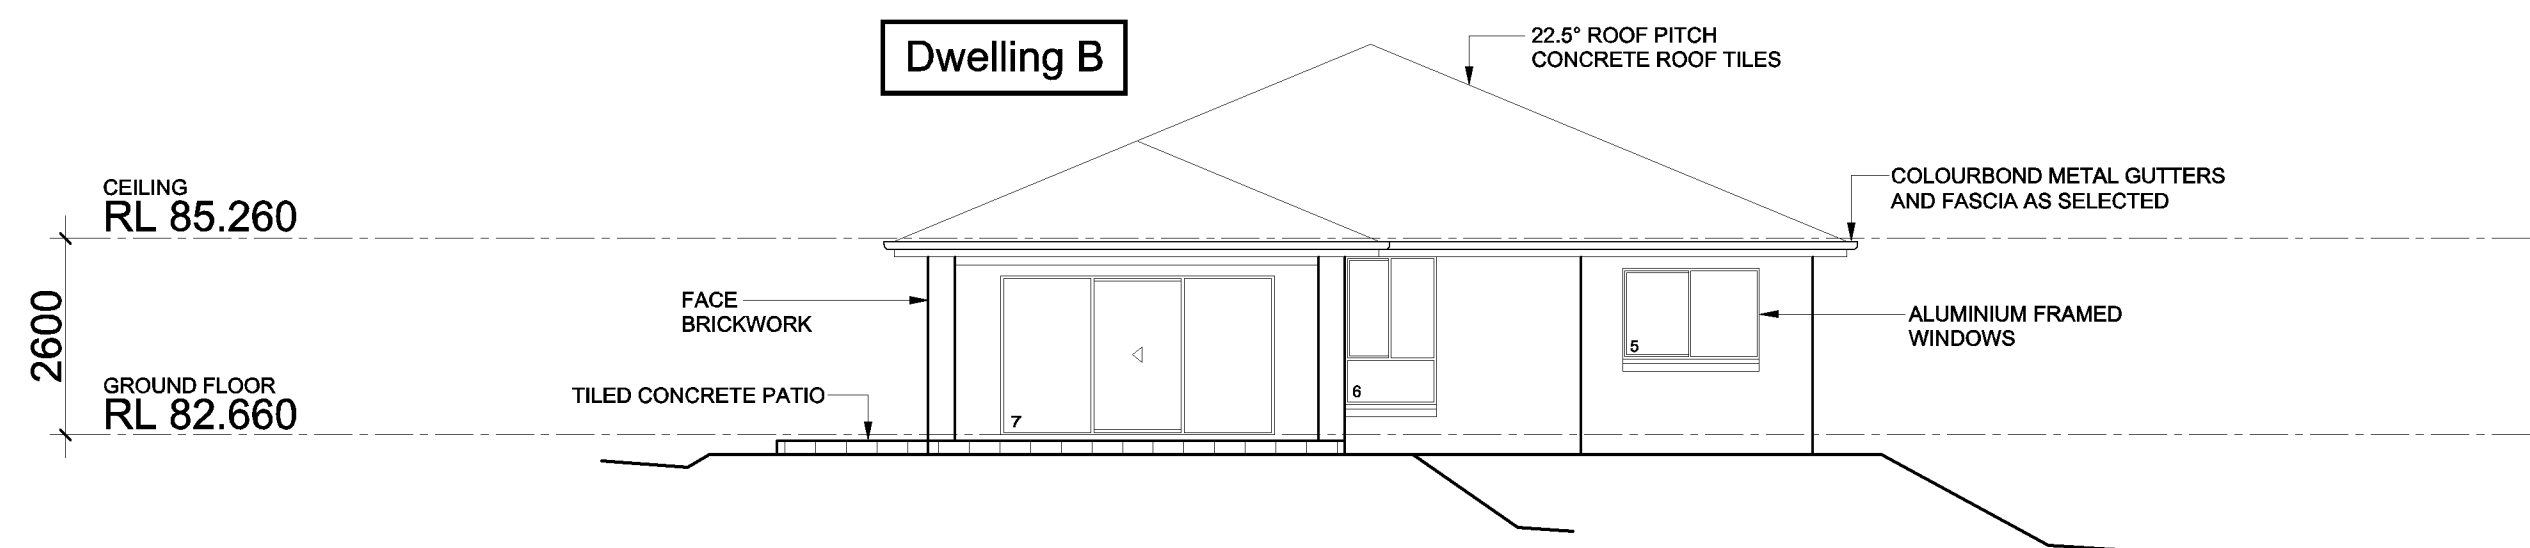 Dwelling B
22.5° ROOF PITCH
CONCRETE ROOF TILES
CEILING
RL 85.260
COLOURBOND METAL GUTTERS
AND FASCIA AS SELECTED
2600
FACE
BRICKWORK
ALUMINIUM FRAMED
WINDOWS
5
6
7
GROUND FLOOR
RL 82.660
TILED CONCRETE PATIO